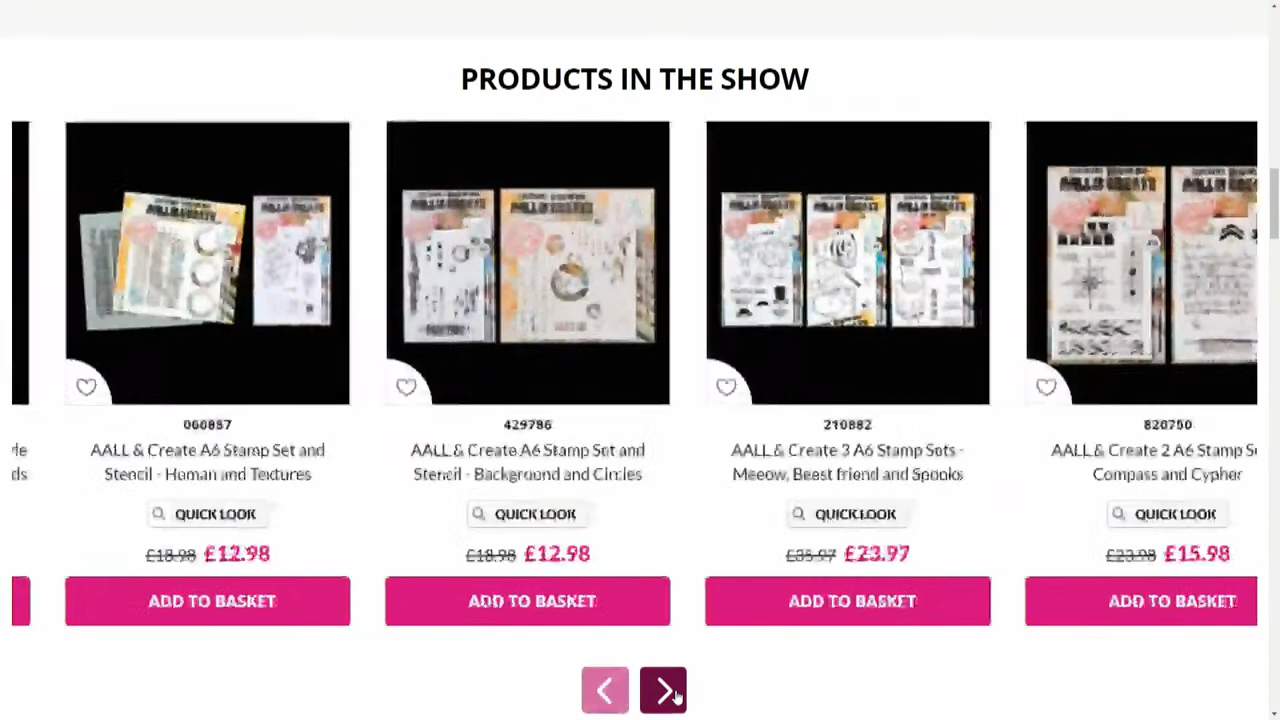 PRODUCTS IN THE SHOW
429786
210882
820750
AALL & Create A6 Stamp Set and
Stencil - Human and Textures
AALL & Create A6 Stamp Set and
Stencil - Background and Circles
AALL & Create 3 A6 Stamp Sets -
Meeow, Beest friend and Spooks
AALL & Create 2 A6 Stamp
Compass and Cypher
QUICK LOOK
QUICK LOOK
QUICK LOOK
QUICK LOOK
£18.98 £12.98
£18.98 £12.98
£35.97 £23.97
£23.98 £15.98
ADD TO BASKET
ADD TO BASKET
ADD TO BASKET
ADD TO BASKET